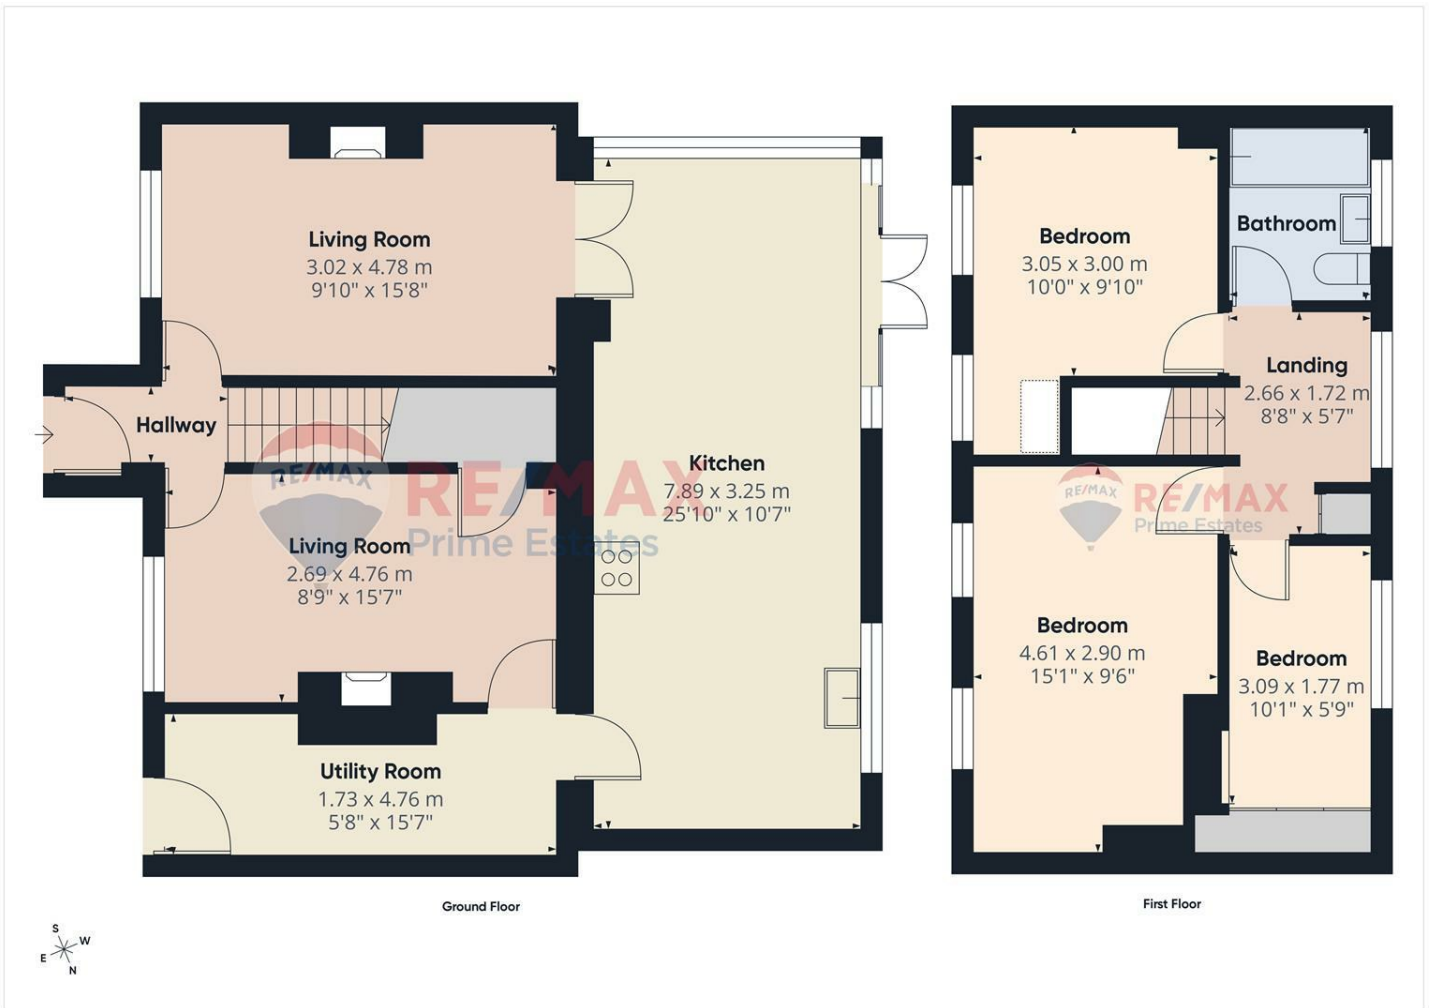 Living Room
3.02 x 4.78 m
9'10" x 15'8"
Hallway
Living Room
2.69 x 4.76 m
8'9" x 15'7"
Utility Room
1.73 x 4.76 m
5'8" x 15'7"
Kitchen
7.89 x 3.25 m
25'10" x 10'7"
RE/MAX
RE/MAX
Prime Estates
Ground Floor
Bedroom
3.05 x 3.00 m
10'0" x 9'10"
Bathroom
Landing
2.66 x 1.72 m
8'8" x 5'7"
RE/MAX
RE/MAX
Prime Estates
Bedroom
4.61 x 2.90 m
15'1" x 9'6"
Bedroom
3.09 x 1.77 m
10'1" x 5'9"
First Floor
S
W
E
N